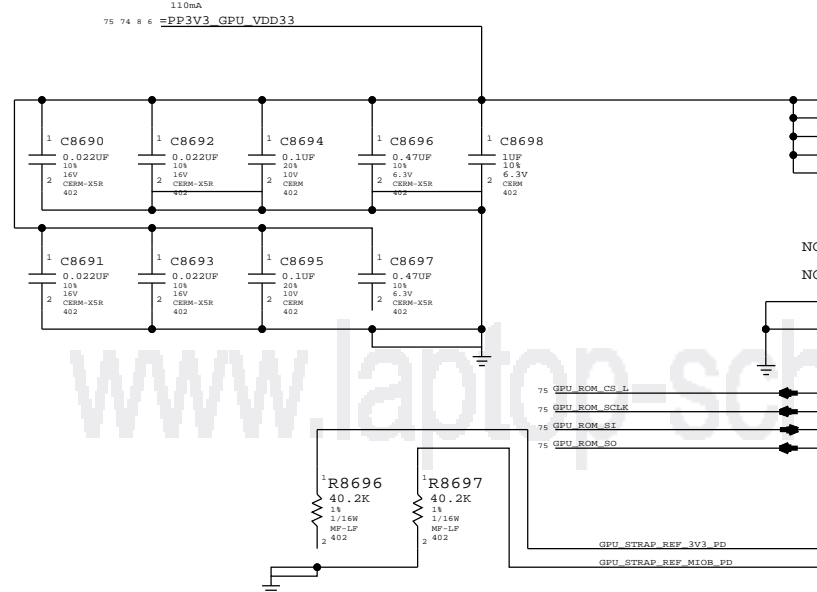 110mA
75 74 8 6 =PP3V3_GPU_VDD33
1 C8690
0.022UF
10%
16V
2 CERM-X5R
402
1 C8692
0.022UF
10%
16V
2 CERM-X5R
402
1 C8694
0.1UF
20%
10V
2 CERM
402
1 C8696
0.47UF
10%
6.3V
2 CERM-X5R
402
1 C8698
1UF
10%
6.3V
2 CERM
402
1 C8691
0.022UF
10%
16V
2 CERM-X5R
402
1 C8693
0.022UF
10%
16V
2 CERM-X5R
402
1 C8695
0.1UF
20%
10V
2 CERM
402
1 C8697
0.47UF
10%
6.3V
2 CERM-X5R
402
NO
NO
www.laptop-sch
75 GPU_ROM_CS_L
75 GPU_ROM_SCLK
75 GPU_ROM_SI
75 GPU_ROM_SO
1 R8696
40.2K
1%
1/16W
MF-LF
2 402
1 R8697
40.2K
1%
1/16W
MF-LF
2 402
GPU_STRAP_REF_3V3_PD
GPU_STRAP_REF_MIOB_PD